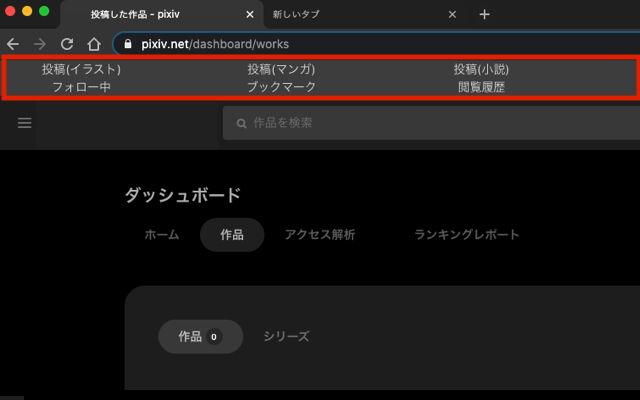 投稿した作品 - pixiv
新しいタブ
pixiv.net/dashboard/works
投稿(イラスト) 投稿(マンガ) 投稿(小説)
フォロー中 ブックマーク 閲覧履歴
作品を検索
ダッシュボード
ホーム 作品 アクセス解析 ランキングレポート
作品 0 シリーズ